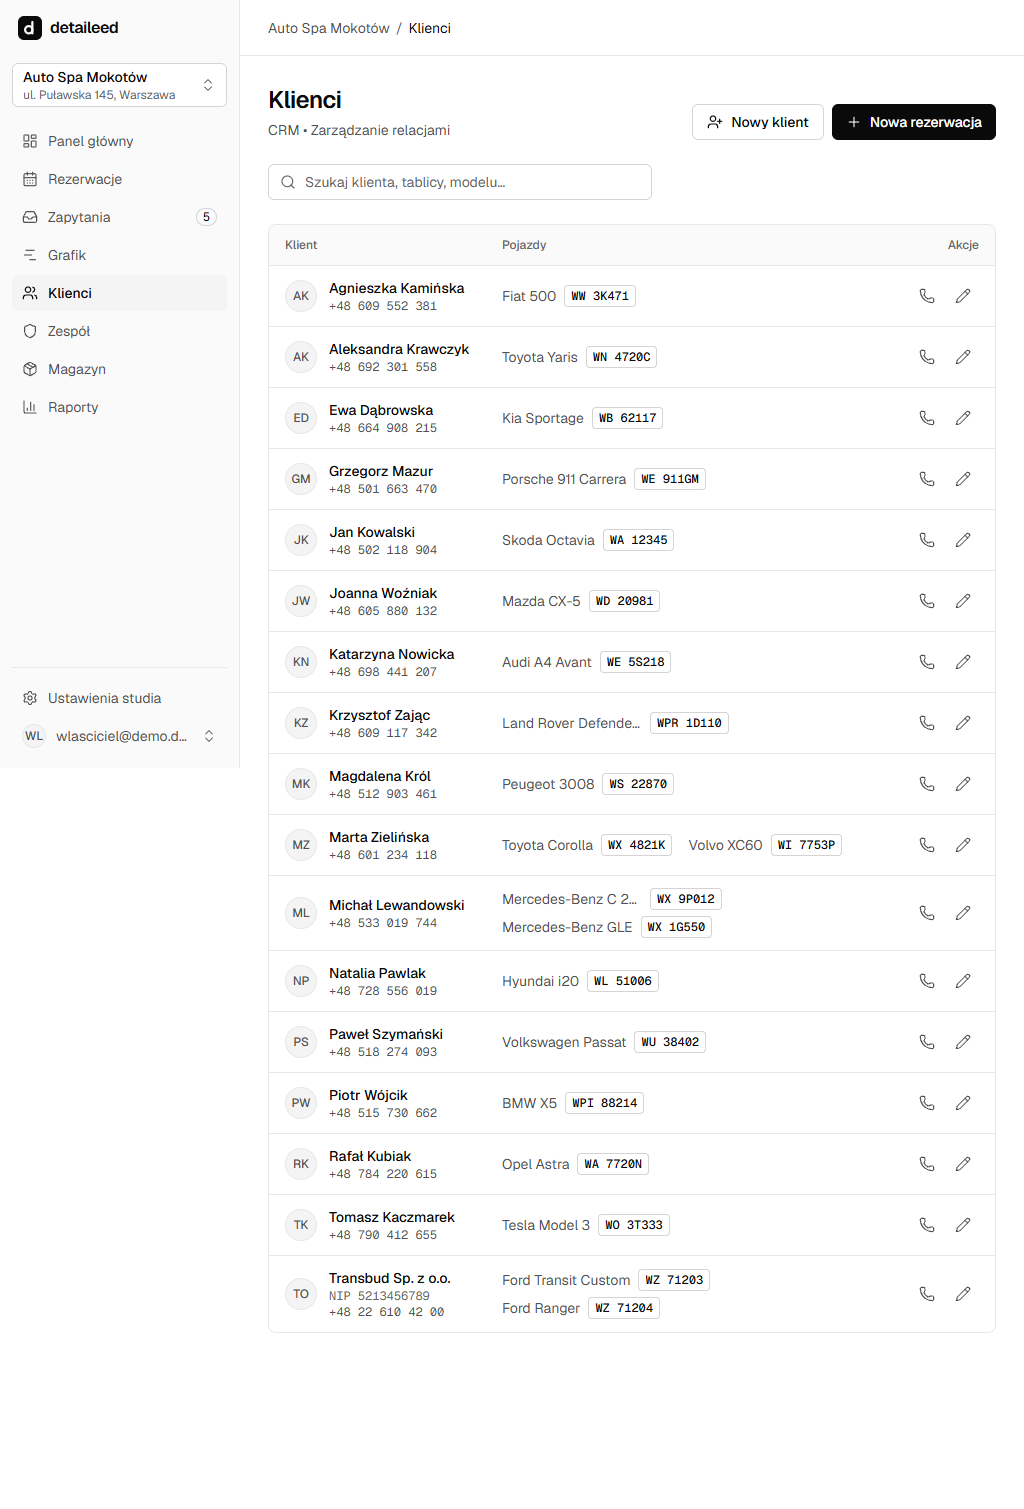 detaileed
Auto Spa Mokotów
ul. Puławska 145, Warszawa
Panel główny
Rezerwacje
Zapytania 5
Grafik
Klienci
Zespół
Magazyn
Raporty
Ustawienia studia
WL wlasciciel@demo.d...
Auto Spa Mokotów / Klienci
Klienci
CRM • Zarządzanie relacjami
Nowy klient
Nowa rezerwacja
Szukaj klienta, tablicy, modelu...
Klient Pojazdy Akcje
AK Agnieszka Kamińska
+48 609 552 381
Fiat 500 WW 3K471
AK Aleksandra Krawczyk
+48 692 301 558
Toyota Yaris WN 4720C
ED Ewa Dąbrowska
+48 664 908 215
Kia Sportage WB 62117
GM Grzegorz Mazur
+48 501 663 470
Porsche 911 Carrera WE 911GM
JK Jan Kowalski
+48 502 118 904
Skoda Octavia WA 12345
JW Joanna Woźniak
+48 605 880 132
Mazda CX-5 WD 20981
KN Katarzyna Nowicka
+48 698 441 207
Audi A4 Avant WE 5S218
KZ Krzysztof Zając
+48 609 117 342
Land Rover Defende... WPR 1D110
MK Magdalena Król
+48 512 903 461
Peugeot 3008 WS 22870
MZ Marta Zielińska
+48 601 234 118
Toyota Corolla WX 4821K Volvo XC60 WI 7753P
ML Michał Lewandowski
+48 533 019 744
Mercedes-Benz C 2... WX 9P012
Mercedes-Benz GLE WX 1G550
NP Natalia Pawlak
+48 728 556 019
Hyundai i20 WL 51006
PS Paweł Szymański
+48 518 274 093
Volkswagen Passat WU 38402
PW Piotr Wójcik
+48 515 730 662
BMW X5 WPI 88214
RK Rafał Kubiak
+48 784 220 615
Opel Astra WA 7720N
TK Tomasz Kaczmarek
+48 790 412 655
Tesla Model 3 WO 3T333
TO Transbud Sp. z o.o.
NIP 5213456789
+48 22 610 42 00
Ford Transit Custom WZ 71203
Ford Ranger WZ 71204